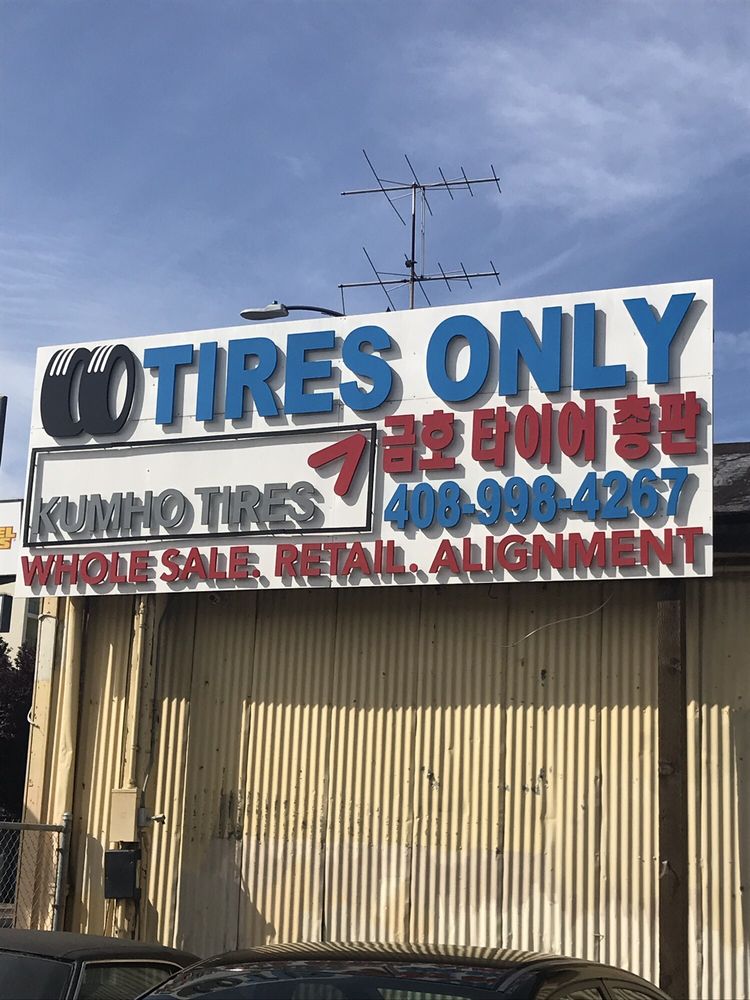 TIRES ONLY
금호 타이어 총판
KUMHO TIRES
408-998-4267
WHOLE SALE. RETAIL. ALIGNMENT